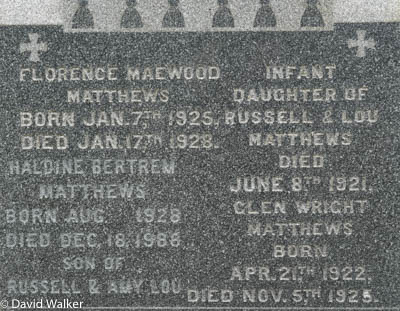 FLORENCE MAEWOOD
MATTHEWS
BORN JAN. 7TH 1925.
DIED JAN. 17TH 1928.
HALDINE BERTREM
MATTHEWS
BORN AUG. 1928
DIED DEC. 18, 1986
SON OF
RUSSELL & AMY LOU
INFANT
DAUGHTER OF
RUSSELL & LOU
MATTHEWS
DIED
JUNE 8TH 1921.
GLEN WRIGHT
MATTHEWS
BORN
APR. 21TH 1922,
DIED NOV. 5TH 1925.
©David Walker